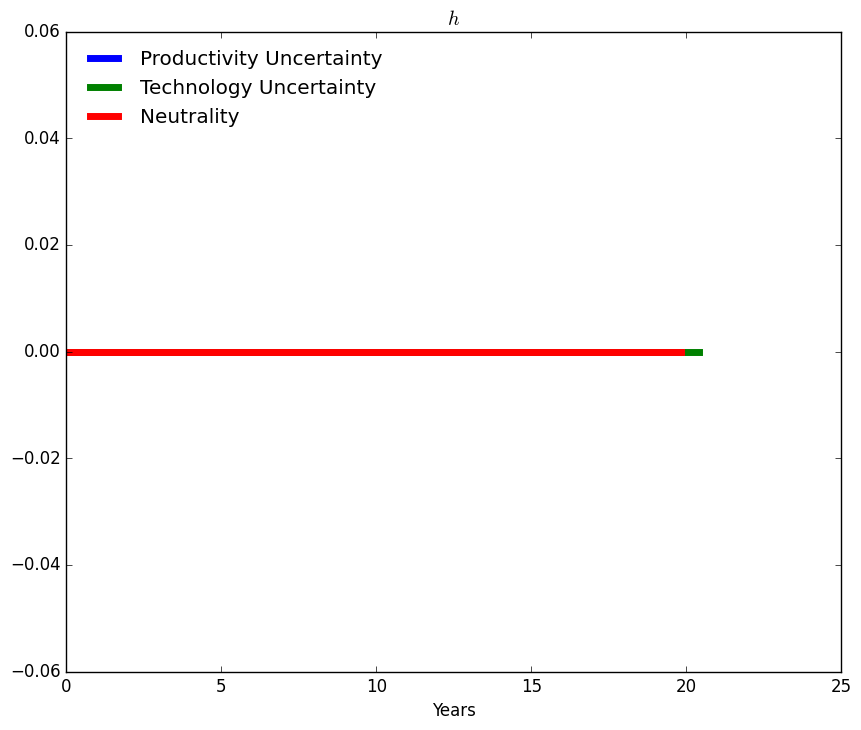 h
0.06
Productivity Uncertainty
Technology Uncertainty
Neutrality
0.04
0.02
0.00
−0.02
−0.04
−0.06
0 5 10 15 20 25
Years